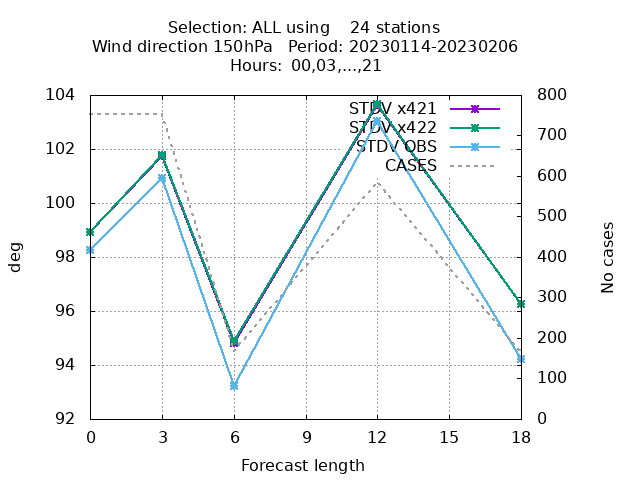 Selection: ALL using    24 stations
Wind direction 150hPa   Period: 20230114-20230206
Hours:  00,03,...,21
104
102
100
98
96
94
92
deg
800
700
600
500
400
300
200
100
0
No cases
STDV x421
STDV x422
STDV OBS
CASES
0 3 6 9 12 15 18
Forecast length